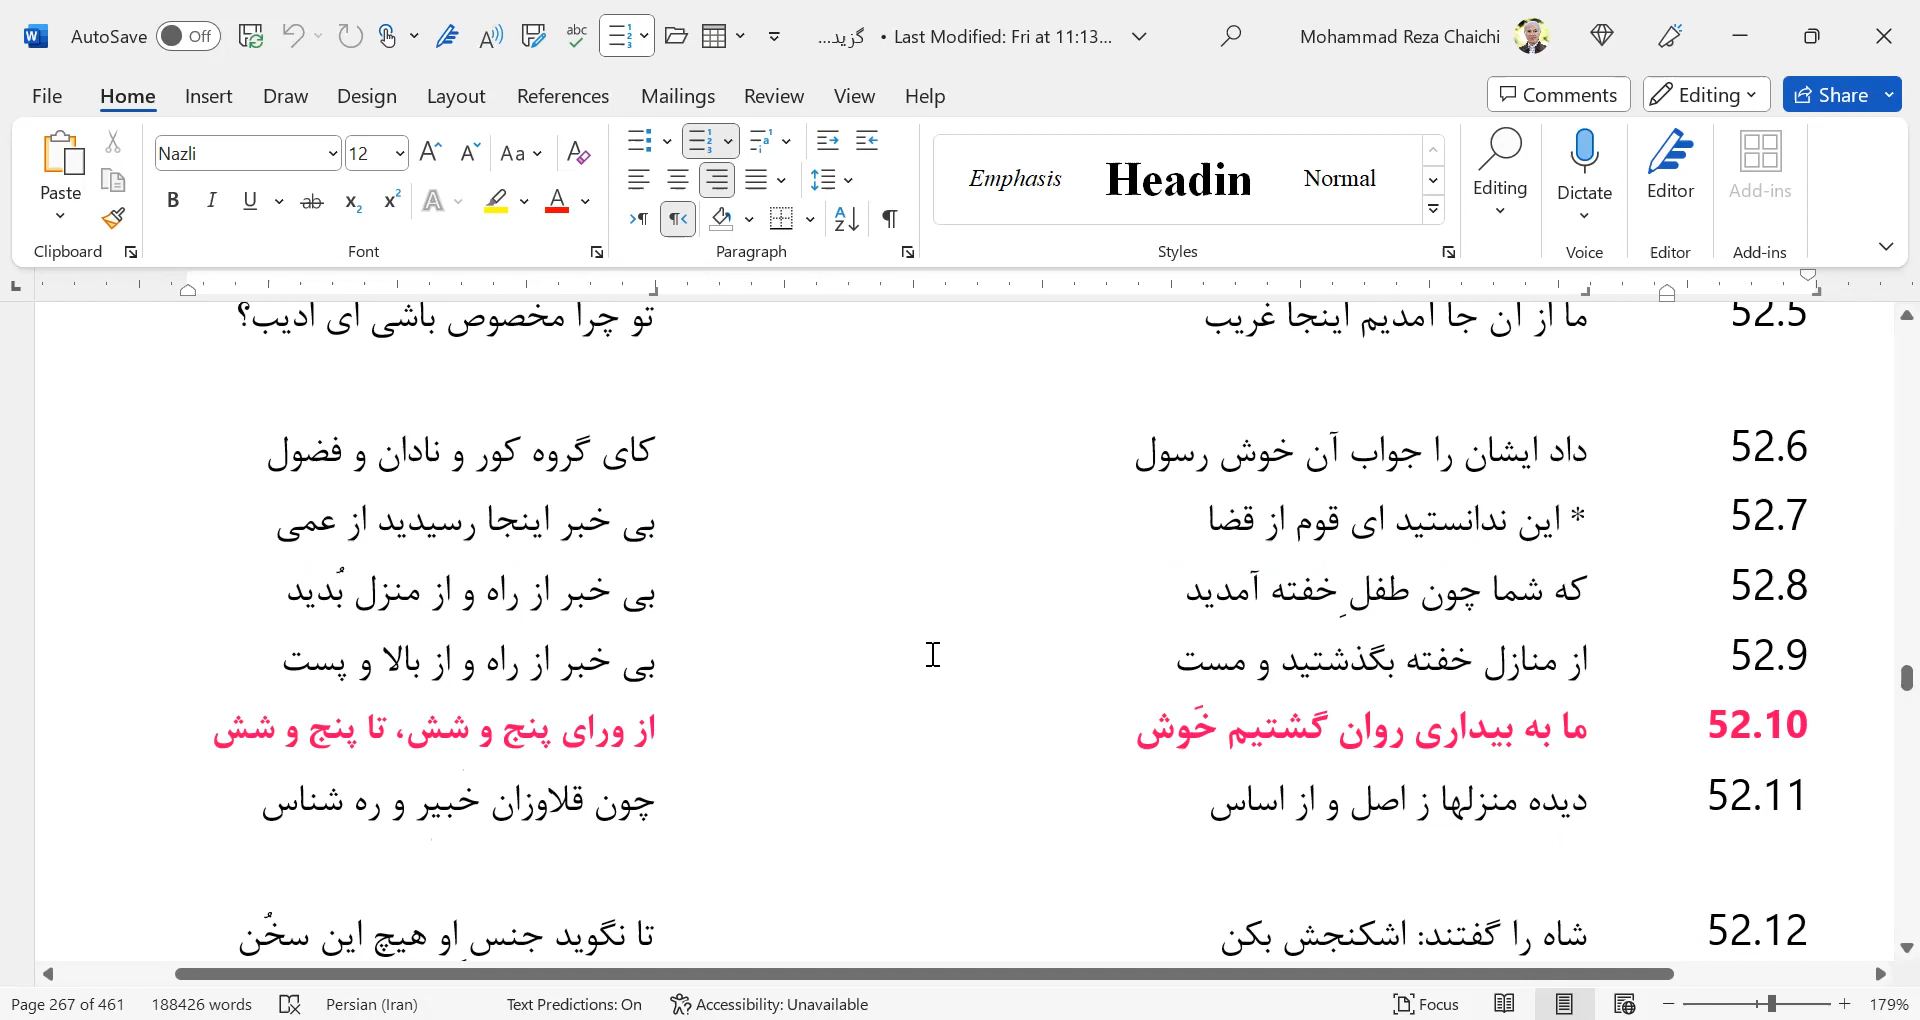 AutoSave Off گزید... • Last Modified: Fri at 11:13... Mohammad Reza Chaichi
File Home Insert Draw Design Layout References Mailings Review View Help Comments Editing Share
Paste Nazli 12 Aa Emphasis Headin Normal Editing Dictate Editor Add-ins
Clipboard Font Paragraph Styles Voice Editor Add-ins
52.5 ما از آن جا آمدیم اینجا غریب تو چرا مخصوص باشی ای ادیب؟
52.6 داد ایشان را جواب آن خوش رسول کای گروه کور و نادان و فضول
52.7 * این ندانستید ای قوم از قضا بی خبر اینجا رسیدید از عمی
52.8 که شما چون طفلِ خفته آمدید بی خبر از راه و از منزل بُدید
52.9 از منازل خفته بگذشتید و مست بی خبر از راه و از بالا و پست
52.10 ما به بیداری روان گشتیم خَوش از ورای پنج و شش، تا پنج و شش
52.11 دیده منزلها ز اصل و از اساس چون قلاوزان خبیر و ره شناس
52.12 شاه را گفتند: اشکنجش بکن تا نگوید جنسِ او هیچ این سخُن
Page 267 of 461 188426 words Persian (Iran) Text Predictions: On Accessibility: Unavailable Focus 179%